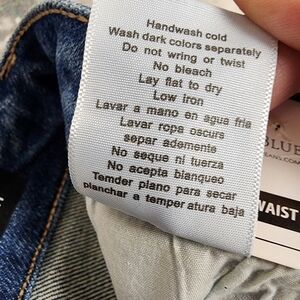 Handwash cold
Wash dark colors separately
Do not wring or twist
No bleach
Lay flat to dry
Low iron
Lavar a mano en agua fria
Lavar ropa oscura
separ ademente
No seque ni tuerza
No acepta blanqueo
Temder plano para secar
planchar a temper atura baja
BLUE
WAIST